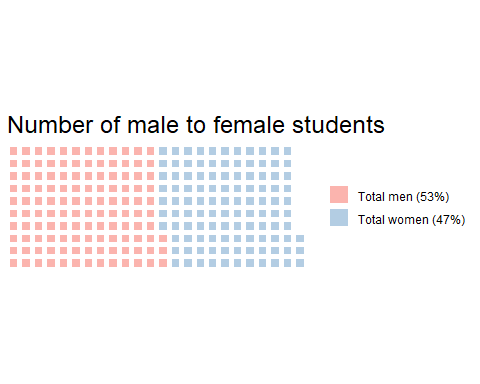 Number of male to female students
Total men (53%)
Total women (47%)